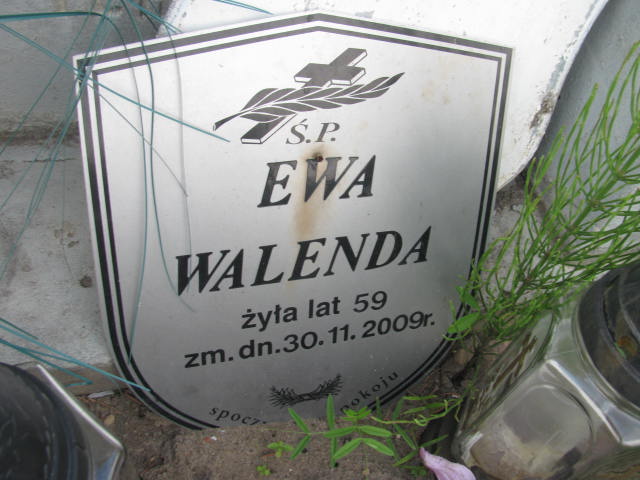 Ś.P.
EWA
WALENDA
żyła lat 59
zm. dn. 30. 11. 2009r.